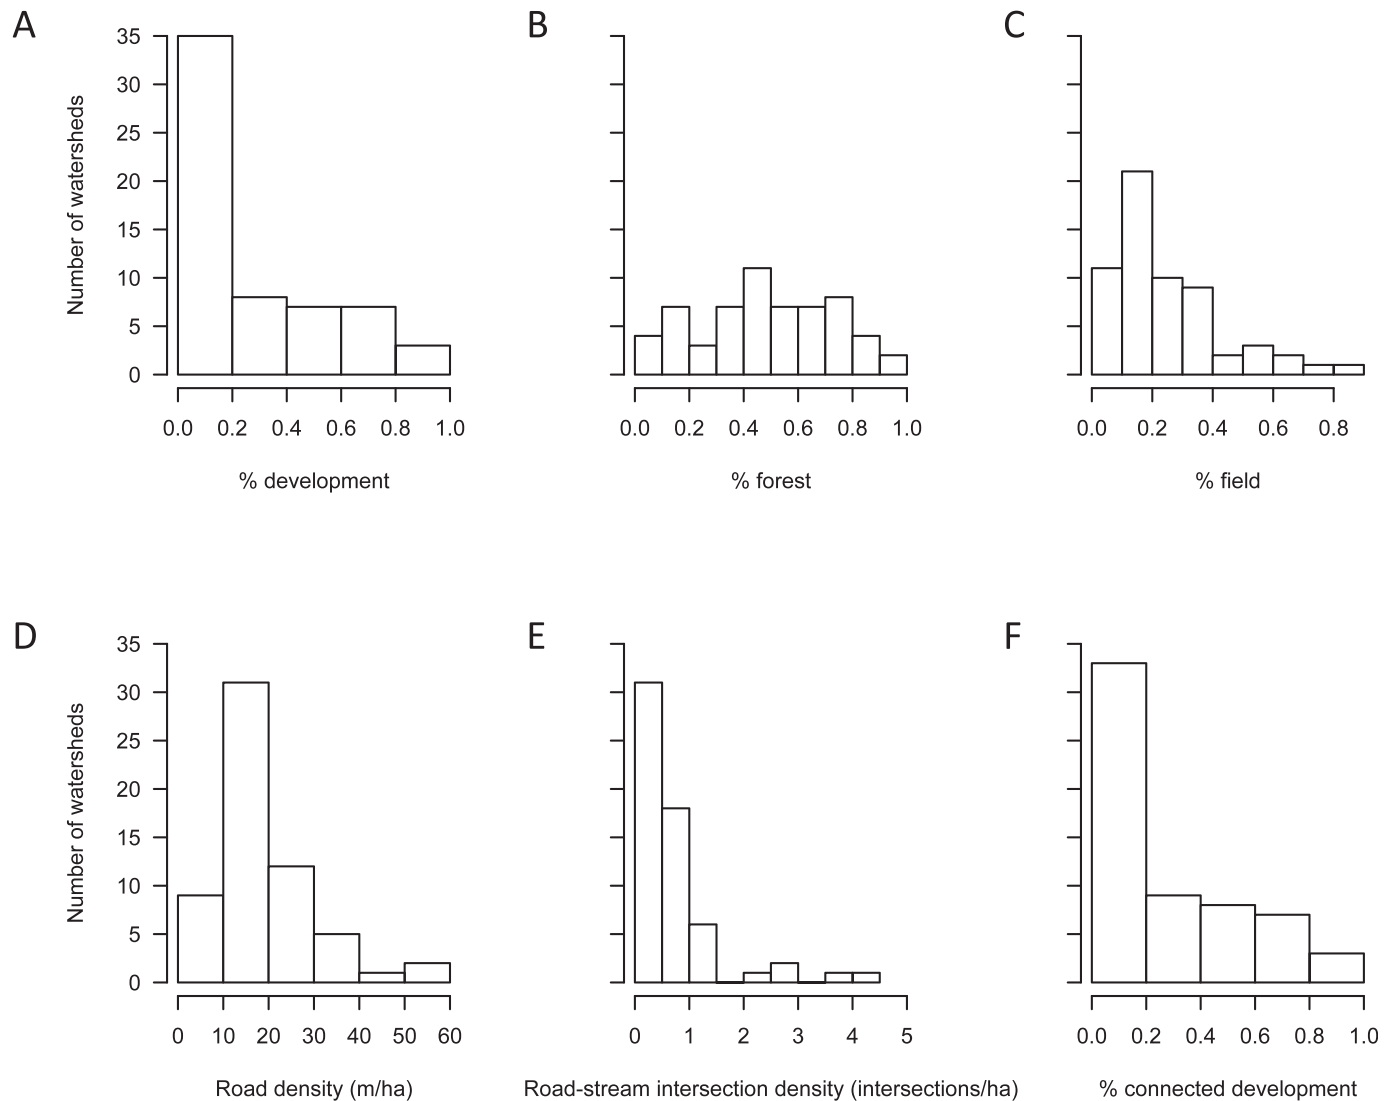 A B C
35
30
25
20
15
10
5
0
Number of watersheds
0.0 0.2 0.4 0.6 0.8 1.0
% development
0.0 0.2 0.4 0.6 0.8 1.0
% forest
0.0 0.2 0.4 0.6 0.8
% field
D E F
35
30
25
20
15
10
5
0
Number of watersheds
0 10 20 30 40 50 60
Road density (m/ha)
0 1 2 3 4 5
Road-stream intersection density (intersections/ha)
0.0 0.2 0.4 0.6 0.8 1.0
% connected development